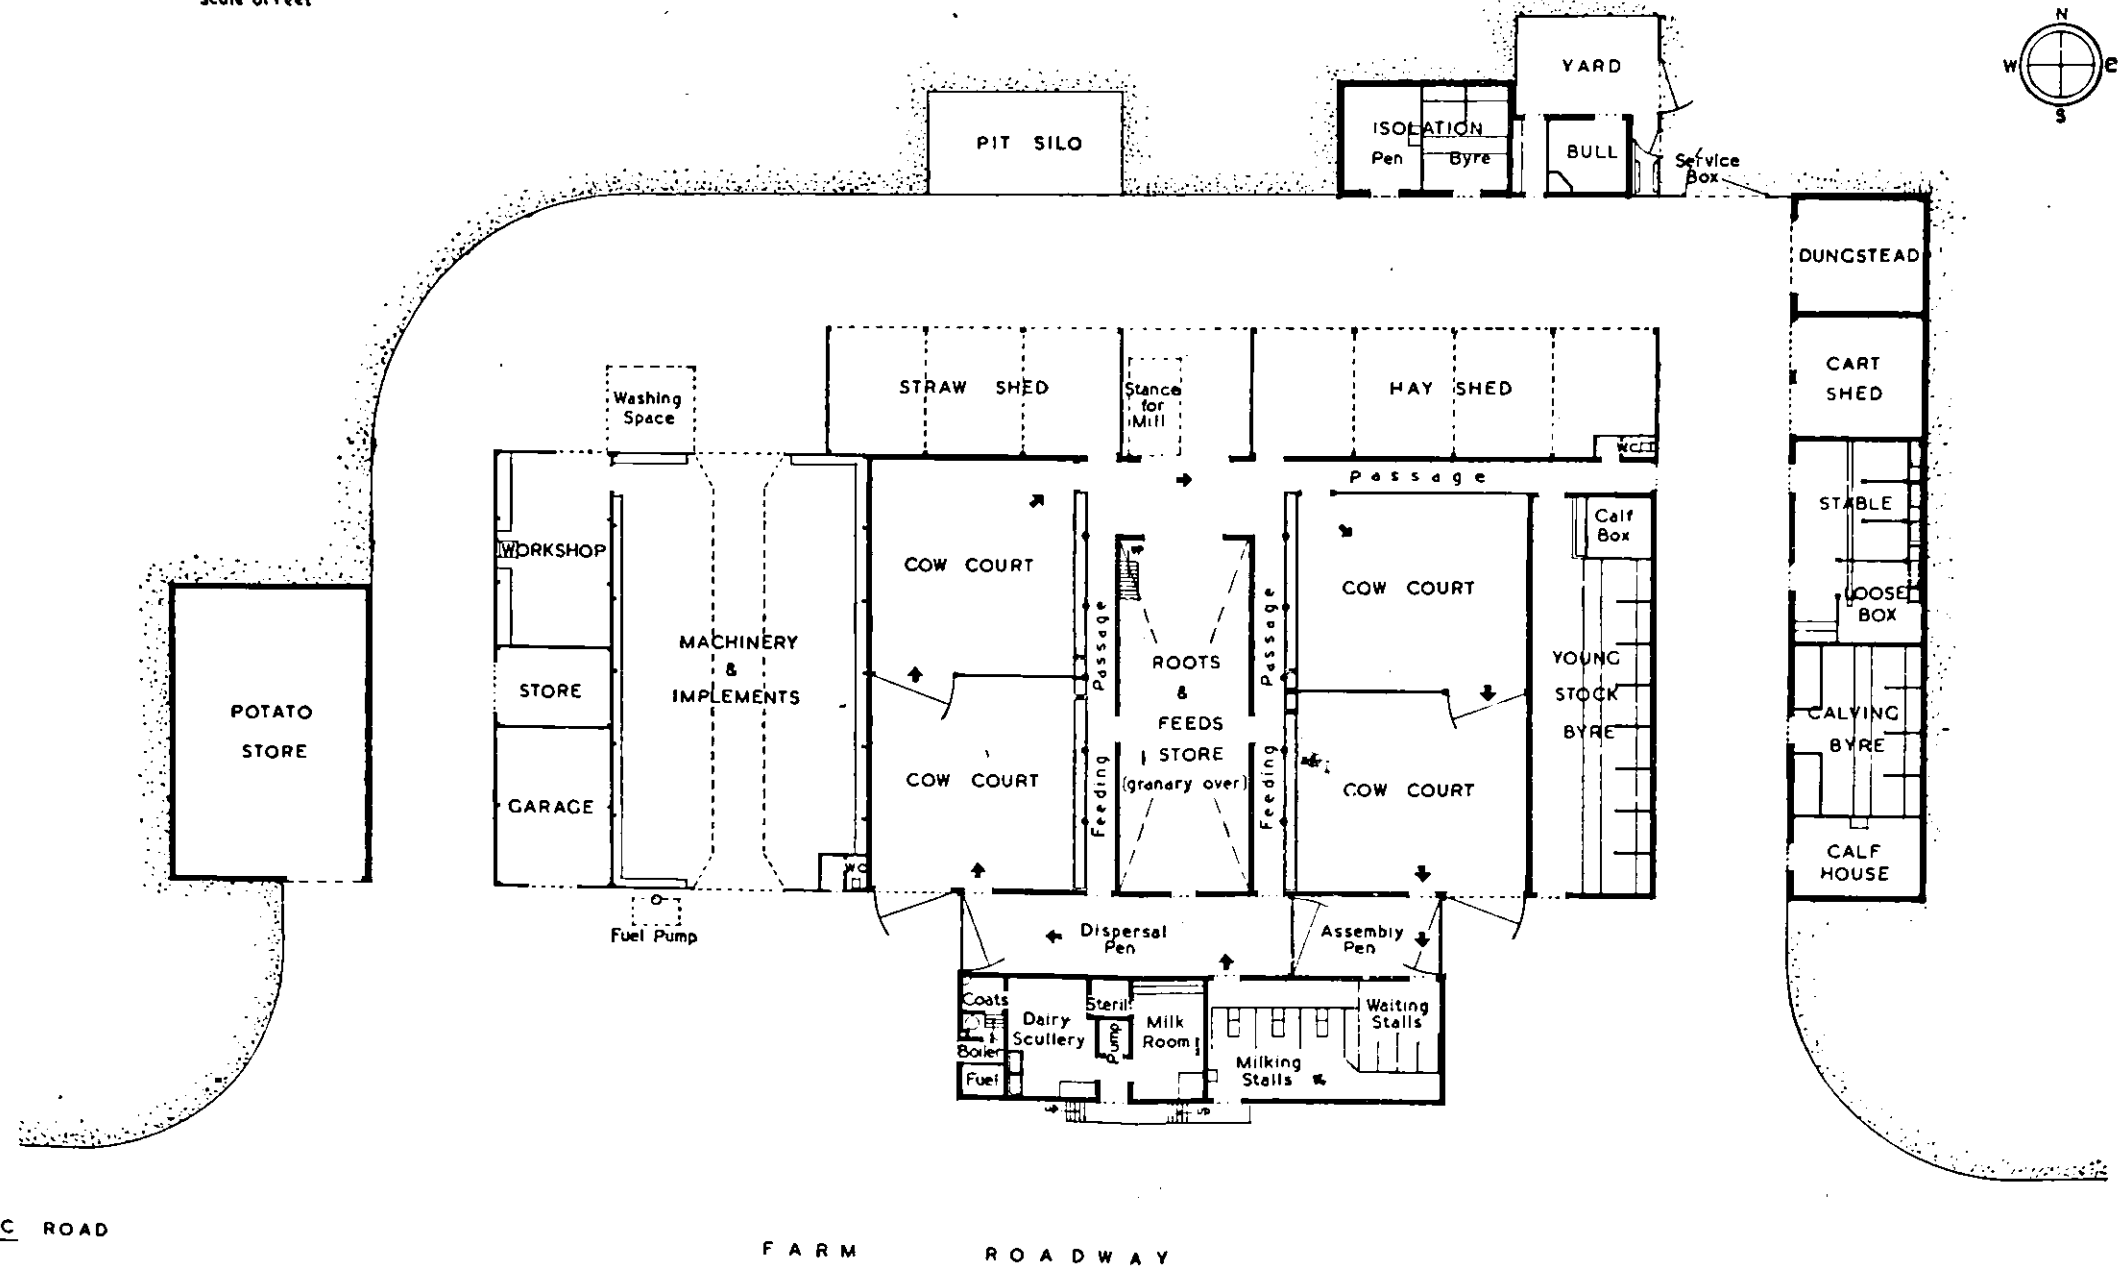 Scale of Feet
N
W
e
S
YARD
PIT SILO
ISOLATION
Pen
Byre
BULL
Service
Box
DUNGSTEAD
CART
SHED
STRAW SHED
Stance
for
Mill
HAY SHED
Washing
Space
WC
Passage
STABLE
Calf
Box
WORKSHOP
COW COURT
COW COURT
UP
LOOSE
BOX
MACHINERY
&
IMPLEMENTS
Feeding Passage
ROOTS
&
FEEDS
STORE
(granary over)
Feeding Passage
YOUNG
STOCK
BYRE
STORE
POTATO
STORE
CALVING
BYRE
COW COURT
COW COURT
GARAGE
WC
CALF
HOUSE
Fuel Pump
Dispersal
Pen
Assembly
Pen
Coats
Steril
Waiting
Stalls
Dairy
Scullery
Pump
Milk
Room
Boiler
Milking
Stalls
Fuel
UP
UP
C ROAD
FARM ROADWAY